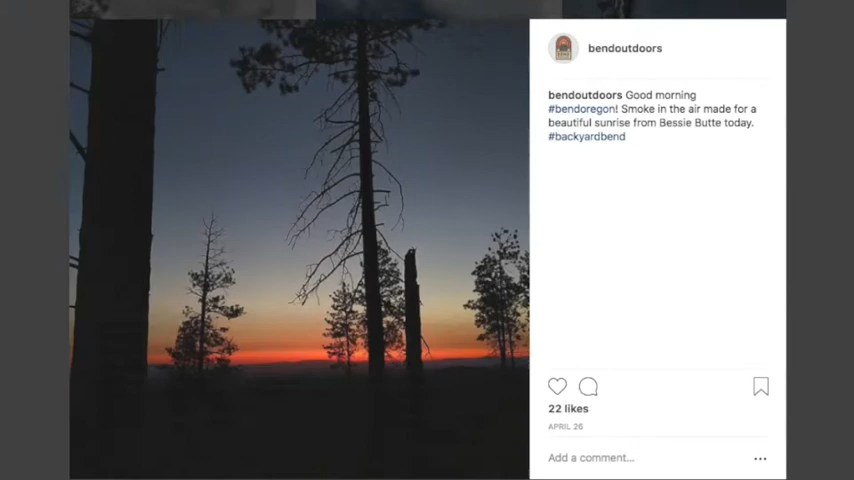 bendoutdoors
bendoutdoors Good morning
#bendoregon! Smoke in the air made for a
beautiful sunrise from Bessie Butte today.
#backyardbend
22 likes
APRIL 26
Add a comment...